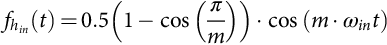 f_{h_{in}}(t) = 0.5(1 − cos(π/m)) · cos (m · ω_{in}t)